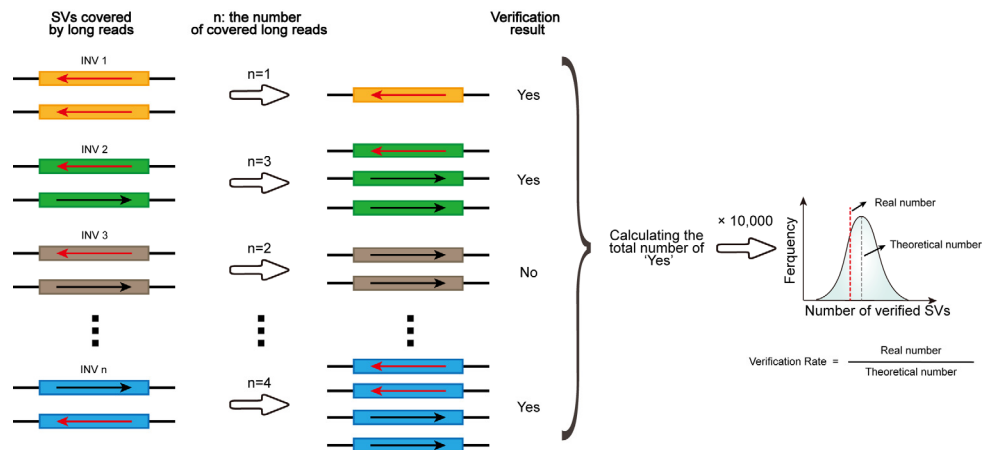 SVs covered
by long reads
n: the number
of covered long reads
Verification
result
INV 1
n=1
Yes
INV 2
n=3
Yes
INV 3
n=2
No
INV n
n=4
Yes
Calculating the
total number of
‘Yes’
× 10,000
Real number
Theoretical number
Ferquency
Number of verified SVs
Verification Rate = Real number
Theoretical number